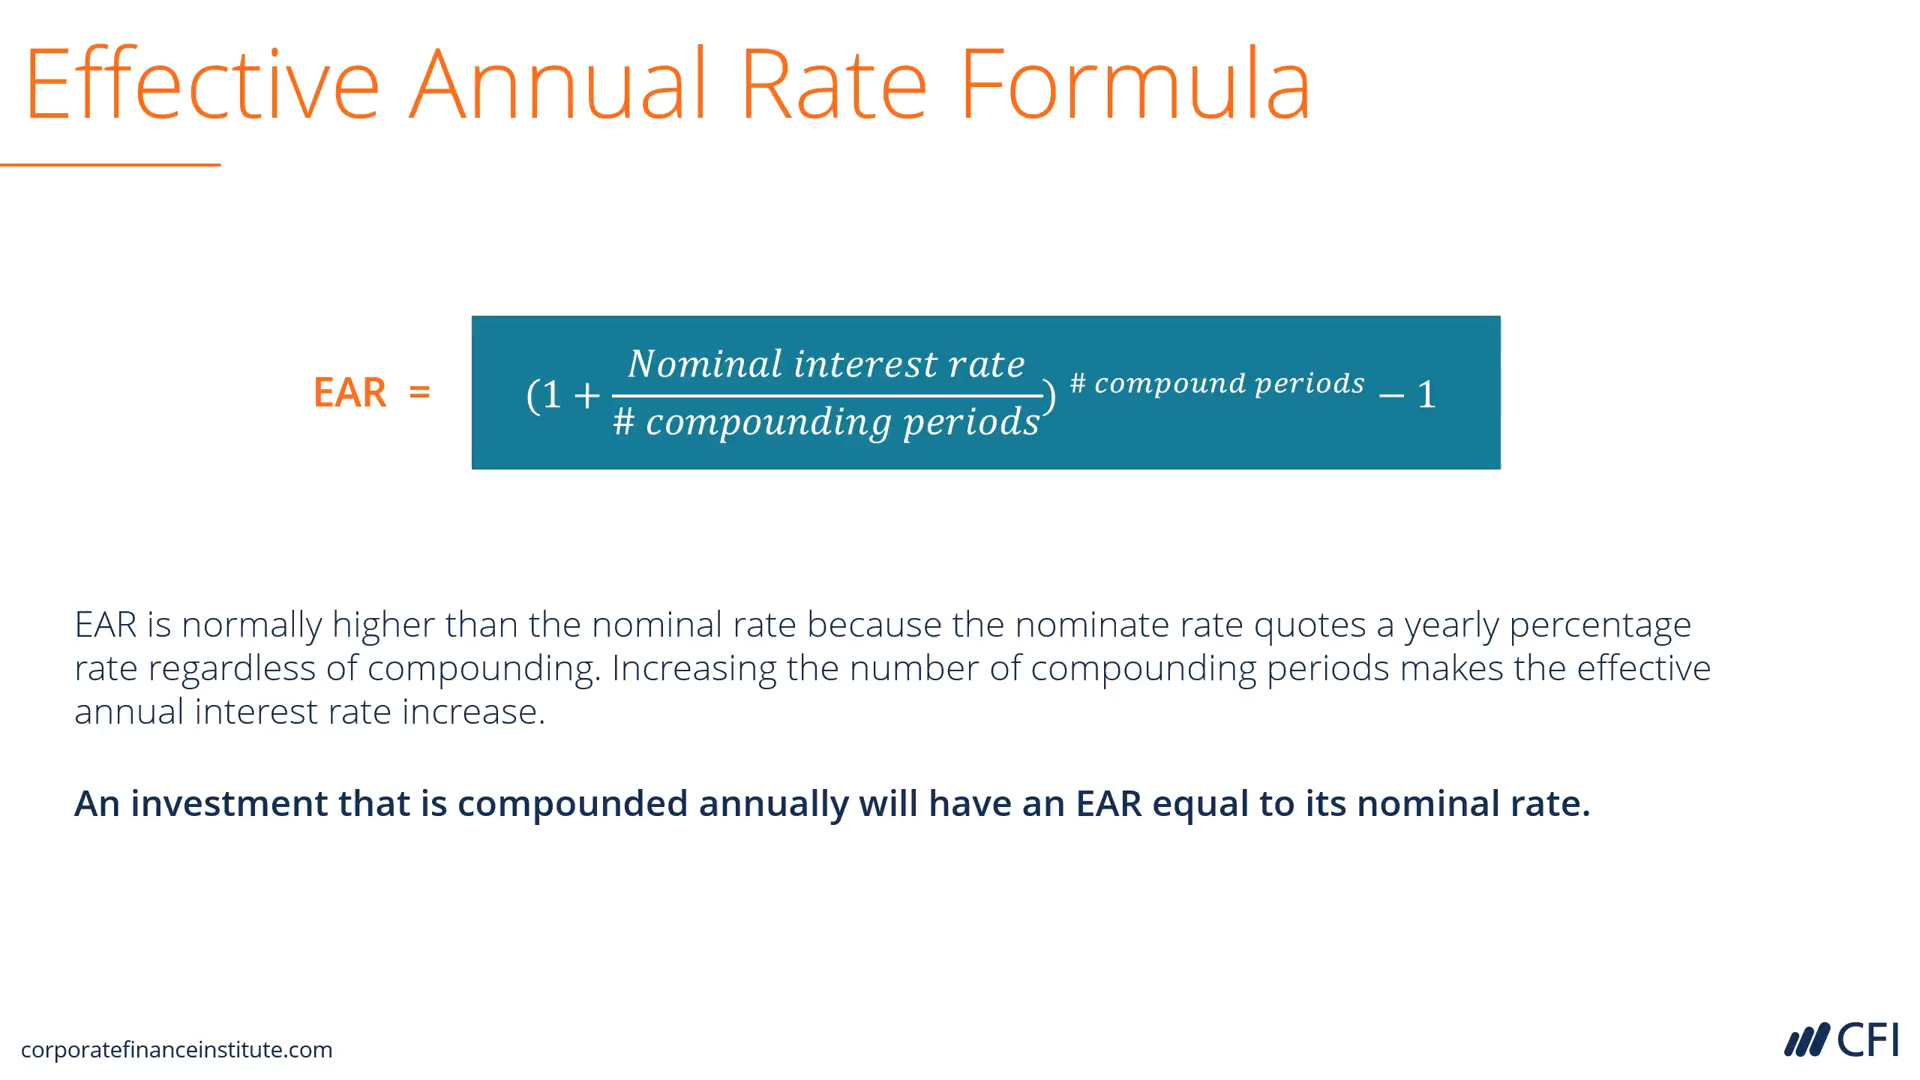 Effective Annual Rate Formula
EAR = (1 + Nominal interest rate / # compounding periods) # compound periods − 1
EAR is normally higher than the nominal rate because the nominate rate quotes a yearly percentage
rate regardless of compounding. Increasing the number of compounding periods makes the effective
annual interest rate increase.
An investment that is compounded annually will have an EAR equal to its nominal rate.
corporatefinanceinstitute.com
CFI